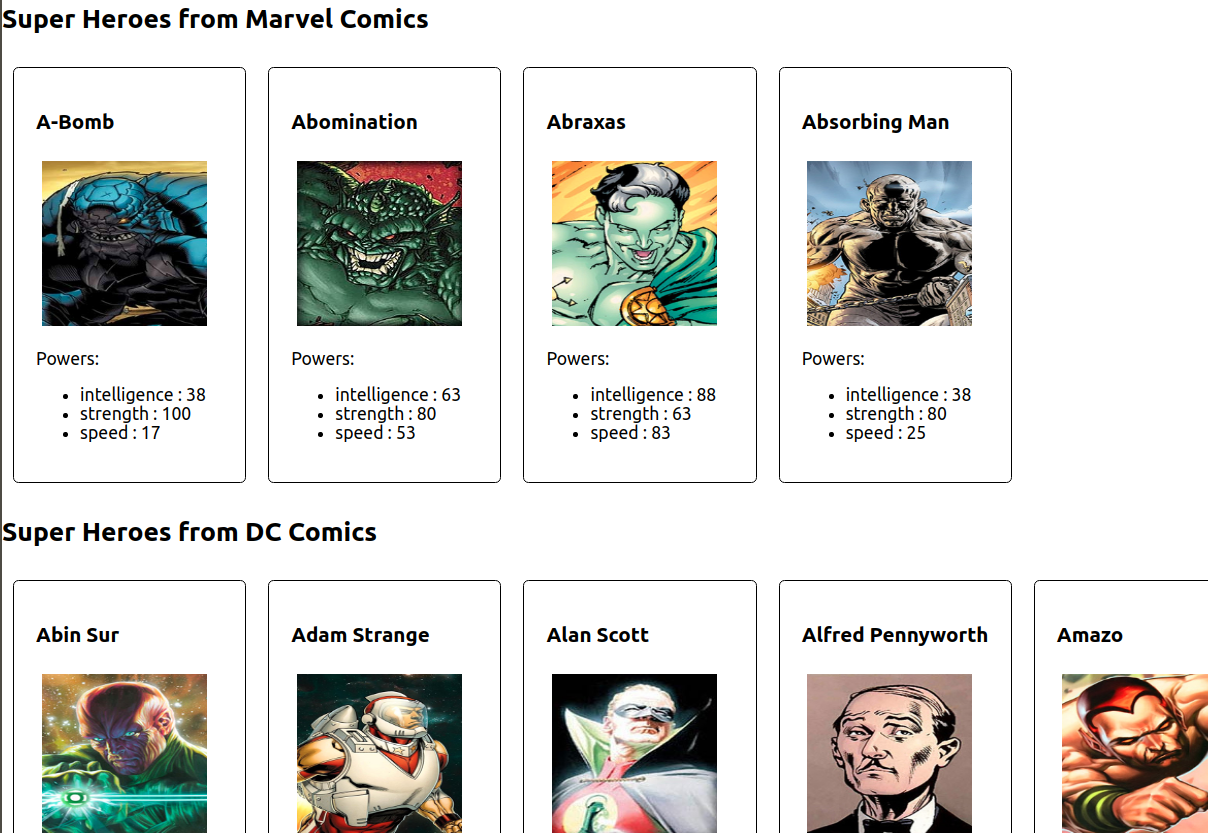 Super Heroes from Marvel Comics
A-Bomb
Abomination
Abraxas
Absorbing Man
Powers:
intelligence : 38
strength : 100
speed : 17
Powers:
intelligence : 63
strength : 80
speed : 53
Powers:
intelligence : 88
strength : 63
speed : 83
Powers:
intelligence : 38
strength : 80
speed : 25
Super Heroes from DC Comics
Abin Sur
Adam Strange
Alan Scott
Alfred Pennyworth
Amazo